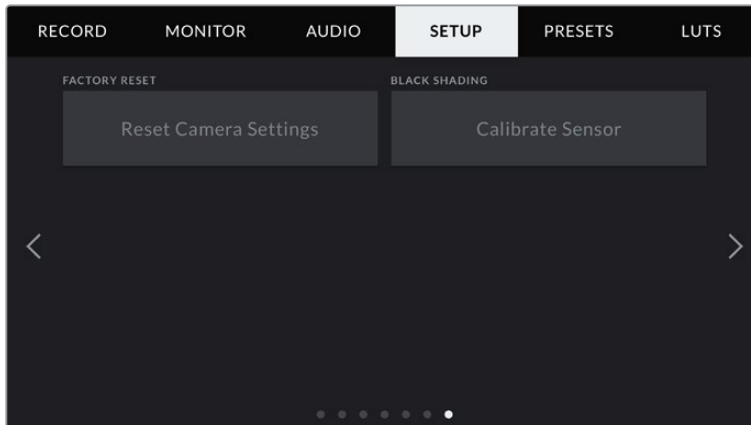 RECORD MONITOR AUDIO SETUP PRESETS LUTS
FACTORY RESET BLACK SHADING
Reset Camera Settings Calibrate Sensor